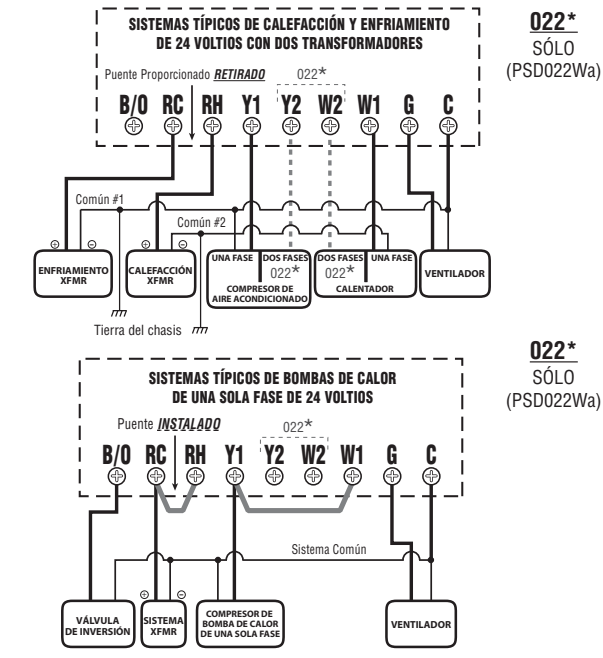 SISTEMAS TÍPICOS DE CALEFACCIÓN Y ENFRIAMIENTO
DE 24 VOLTIOS CON DOS TRANSFORMADORES
022*
SÓLO
(PSD022Wa)
Puente Proporcionado RETIRADO
022*
B/O RC RH Y1 Y2 W2 W1 G C
Común #1
Común #2
ENFRIAMIENTO
XFMR
CALEFACCIÓN
XFMR
UNA FASE
DOS FASES
022*
COMPRESOR DE
AIRE ACONDICIONADO
DOS FASES
UNA FASE
022*
CALENTADOR
VENTILADOR
Tierra del chasis
022*
SÓLO
(PSD022Wa)
SISTEMAS TÍPICOS DE BOMBAS DE CALOR
DE UNA SOLA FASE DE 24 VOLTIOS
Puente INSTALADO
022*
B/O RC RH Y1 Y2 W2 W1 G C
Sistema Común
VÁLVULA
DE INVERSIÓN
SISTEMA
XFMR
COMPRESOR DE
BOMBA DE CALOR
DE UNA SOLA FASE
VENTILADOR